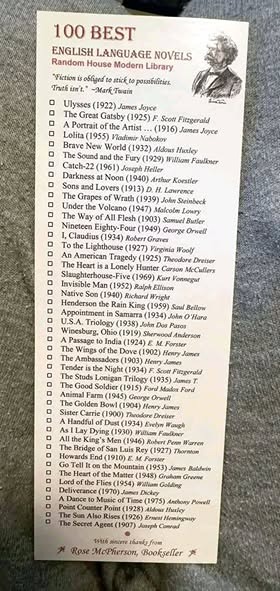 100 BEST
ENGLISH LANGUAGE NOVELS
Random House Modern Library
"Fiction is obliged to stick to possibilities.
Truth isn't." ~Mark Twain
Ulysses (1922) James Joyce
The Great Gatsby (1925) F. Scott Fitzgerald
A Portrait of the Artist ... (1916) James Joyce
Lolita (1955) Vladimir Nabokov
Brave New World (1932) Aldous Huxley
The Sound and the Fury (1929) William Faulkner
Catch-22 (1961) Joseph Heller
Darkness at Noon (1940) Arthur Koestler
Sons and Lovers (1913) D. H. Lawrence
The Grapes of Wrath (1939) John Steinbeck
Under the Volcano (1947) Malcolm Lowry
The Way of All Flesh (1903) Samuel Butler
Nineteen Eighty-Four (1949) George Orwell
I, Claudius (1934) Robert Graves
To the Lighthouse (1927) Virginia Woolf
An American Tragedy (1925) Theodore Dreiser
The Heart is a Lonely Hunter Carson McCullers
Slaughterhouse-Five (1969) Kurt Vonnegut
Invisible Man (1952) Ralph Ellison
Native Son (1940) Richard Wright
Henderson the Rain King (1959) Saul Bellow
Appointment in Samarra (1934) John O'Hara
U.S.A. Triology (1938) John Dos Passos
Winesburg, Ohio (1919) Sherwood Anderson
A Passage to India (1924) E. M. Forster
The Wings of the Dove (1902) Henry James
The Ambassadors (1903) Henry James
Tender is the Night (1934) F. Scott Fitzgerald
The Studs Lonigan Trilogy (1935) James T.
The Good Soldier (1915) Ford Madox Ford
Animal Farm (1945) George Orwell
The Golden Bowl (1904) Henry James
Sister Carrie (1900) Theodore Dreiser
A Handful of Dust (1934) Evelyn Waugh
As I Lay Dying (1930) William Faulkner
All the King's Men (1946) Robert Penn Warren
The Bridge of San Luis Rey (1927) Thornton
Howards End (1910) E. M. Forster
Go Tell It on the Mountain (1953) James Baldwin
The Heart of the Matter (1948) Graham Greene
Lord of the Flies (1954) William Golding
Deliverance (1970) James Dickey
A Dance to Music of Time (1975) Anthony Powell
Point Counter Point (1928) Aldous Huxley
The Sun Also Rises (1926) Ernest Hemingway
The Secret Agent (1907) Joseph Conrad
With sincere thanks from
Rose McPherson, Bookseller